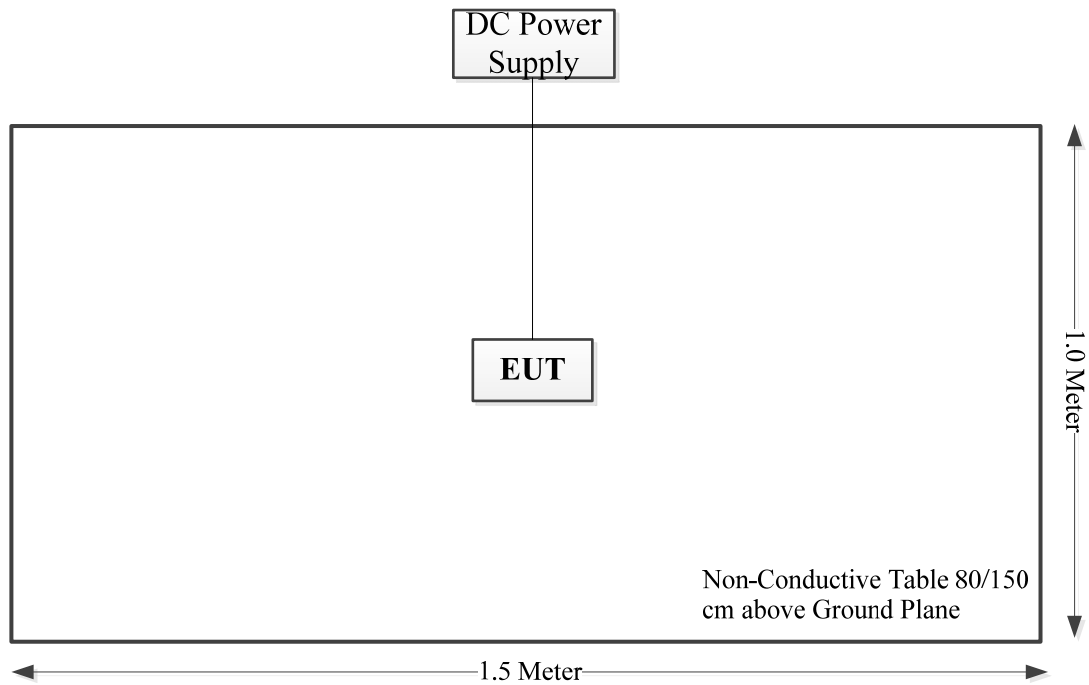 DC Power
Supply
EUT
1.0 Meter
Non-Conductive Table 80/150
cm above Ground Plane
1.5 Meter